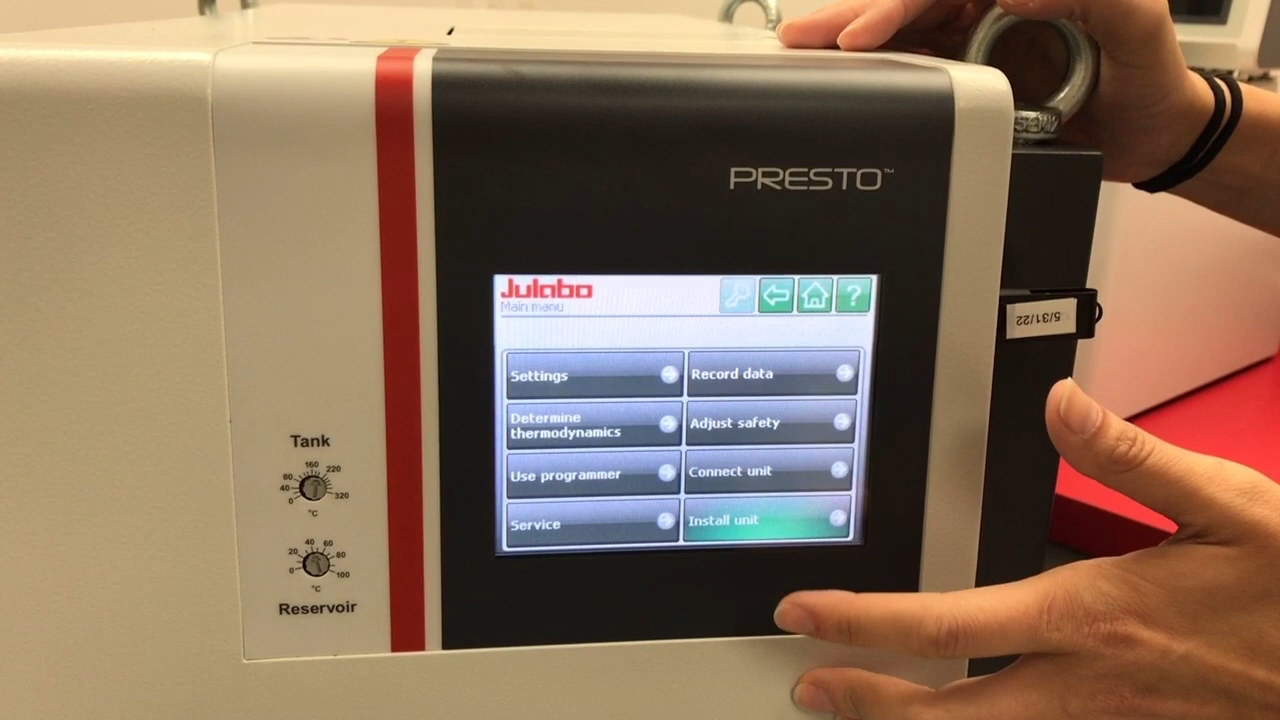 PRESTO™
Julabo
Main menu
?
Settings
Record data
Determine
thermodynamics
Adjust safety
Use programmer
Connect unit
Service
Install unit
Tank
0 40 80 160 220 320
°C
0 20 40 60 80 100
°C
Reservoir
5/31/22